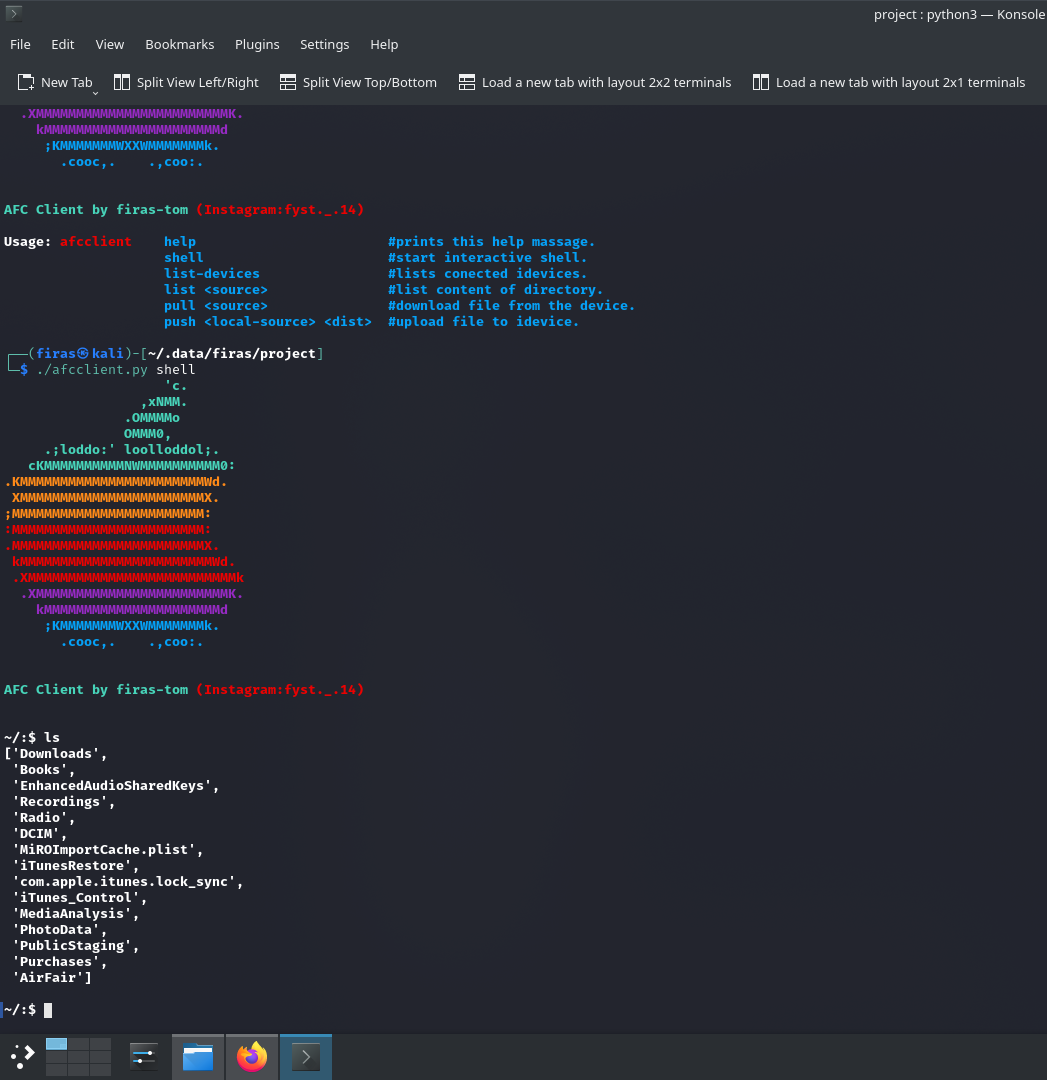 project : python3 — Konsole
File Edit View Bookmarks Plugins Settings Help
New Tab Split View Left/Right Split View Top/Bottom Load a new tab with layout 2x2 terminals Load a new tab with layout 2x1 terminals
.XMMMMMMMMMMMMMMMMMMMMMMMMK.
kMMMMMMMMMMMMMMMMMMMMMMd
;KMMMMMMMWXXWMMMMMMMk.
.cooc,.    .,coo:.
AFC Client by firas-tom (Instagram:fyst._.14)
Usage: afcclient    help                        #prints this help massage.
shell                       #start interactive shell.
list-devices                #lists conected idevices.
list <source>               #list content of directory.
pull <source>               #download file from the device.
push <local-source> <dist>  #upload file to idevice.
┌──(firas㉿kali)-[~/.data/firas/project]
└─$ ./afcclient.py shell
'c.
,xNMM.
.OMMMMo
OMMM0,
.;loddo:' loolloddol;.
cKMMMMMMMMMMNWMMMMMMMMMM0:
.KMMMMMMMMMMMMMMMMMMMMMMMWd.
XMMMMMMMMMMMMMMMMMMMMMMMX.
;MMMMMMMMMMMMMMMMMMMMMMMM:
:MMMMMMMMMMMMMMMMMMMMMMMM:
.MMMMMMMMMMMMMMMMMMMMMMMMX.
kMMMMMMMMMMMMMMMMMMMMMMMMWd.
.XMMMMMMMMMMMMMMMMMMMMMMMMMMk
.XMMMMMMMMMMMMMMMMMMMMMMMMK.
kMMMMMMMMMMMMMMMMMMMMMMd
;KMMMMMMMWXXWMMMMMMMk.
.cooc,.    .,coo:.
AFC Client by firas-tom (Instagram:fyst._.14)
~/:$ ls
['Downloads',
'Books',
'EnhancedAudioSharedKeys',
'Recordings',
'Radio',
'DCIM',
'MiROImportCache.plist',
'iTunesRestore',
'com.apple.itunes.lock_sync',
'iTunes_Control',
'MediaAnalysis',
'PhotoData',
'PublicStaging',
'Purchases',
'AirFair']
~/:$